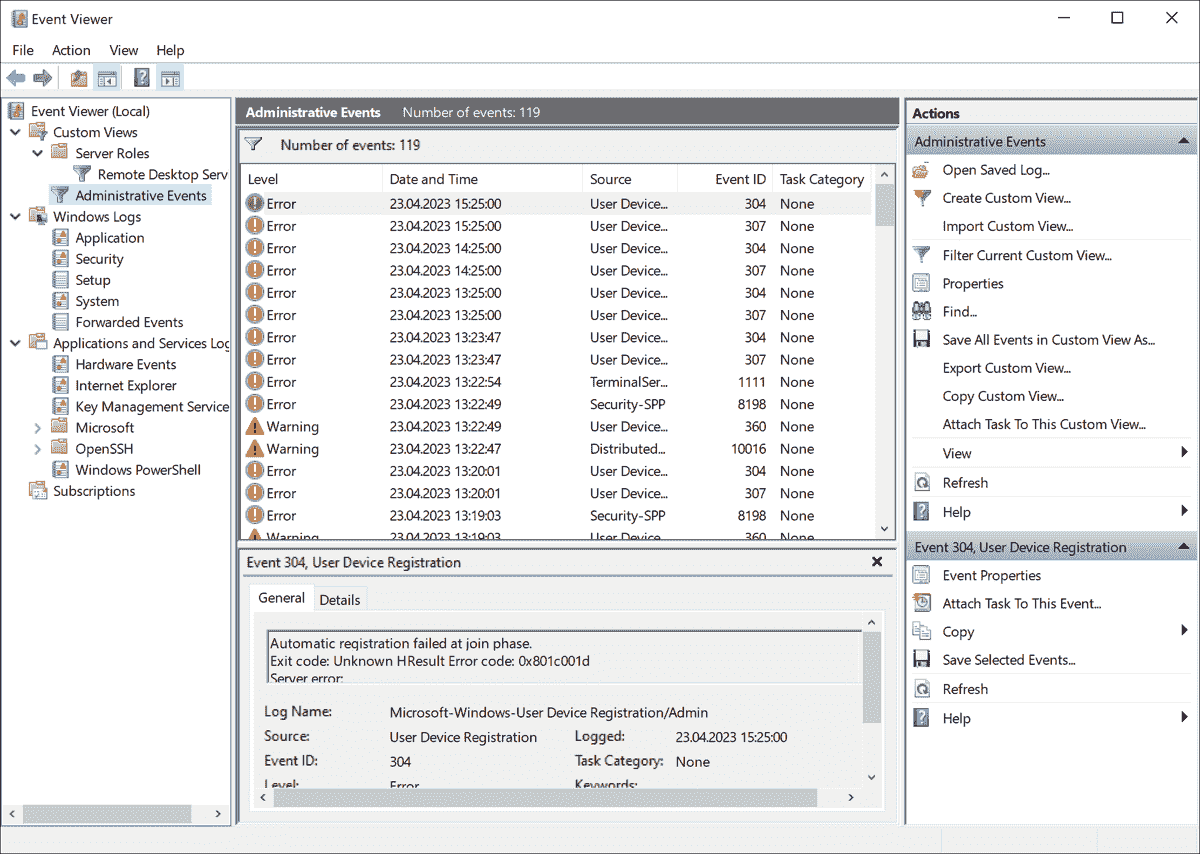 Event Viewer
File Action View Help
Event Viewer (Local)
Custom Views
Server Roles
Remote Desktop Serv
Administrative Events
Windows Logs
Application
Security
Setup
System
Forwarded Events
Applications and Services Log
Hardware Events
Internet Explorer
Key Management Service
Microsoft
OpenSSH
Windows PowerShell
Subscriptions
Administrative Events Number of events: 119
Number of events: 119
Level Date and Time Source Event ID Task Category
Error 23.04.2023 15:25:00 User Device... 304 None
Error 23.04.2023 15:25:00 User Device... 307 None
Error 23.04.2023 14:25:00 User Device... 304 None
Error 23.04.2023 14:25:00 User Device... 307 None
Error 23.04.2023 13:25:00 User Device... 304 None
Error 23.04.2023 13:25:00 User Device... 307 None
Error 23.04.2023 13:23:47 User Device... 304 None
Error 23.04.2023 13:23:47 User Device... 307 None
Error 23.04.2023 13:22:54 TerminalSer... 1111 None
Error 23.04.2023 13:22:49 Security-SPP 8198 None
Warning 23.04.2023 13:22:49 User Device... 360 None
Warning 23.04.2023 13:22:47 Distributed... 10016 None
Error 23.04.2023 13:20:01 User Device... 304 None
Error 23.04.2023 13:20:01 User Device... 307 None
Error 23.04.2023 13:19:03 Security-SPP 8198 None
Warning 23.04.2023 13:19:03 User Device... 360 None
Event 304, User Device Registration
General Details
Automatic registration failed at join phase.
Exit code: Unknown HResult Error code: 0x801c001d
Server error:
Log Name: Microsoft-Windows-User Device Registration/Admin
Source: User Device Registration Logged: 23.04.2023 15:25:00
Event ID: 304 Task Category: None
Level: Error Keywords:
Actions
Administrative Events
Open Saved Log...
Create Custom View...
Import Custom View...
Filter Current Custom View...
Properties
Find...
Save All Events in Custom View As...
Export Custom View...
Copy Custom View...
Attach Task To This Custom View...
View
Refresh
Help
Event 304, User Device Registration
Event Properties
Attach Task To This Event...
Copy
Save Selected Events...
Refresh
Help